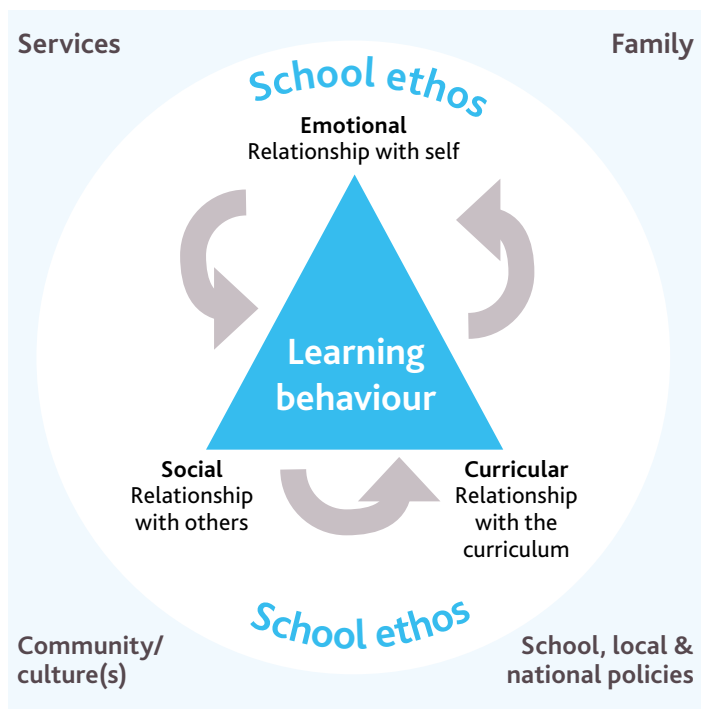 Services
Family
School ethos
Emotional
Relationship with self
Learning
behaviour
Social
Relationship
with others
Curricular
Relationship
with the
curriculum
School ethos
Community/
culture(s)
School, local &
national policies